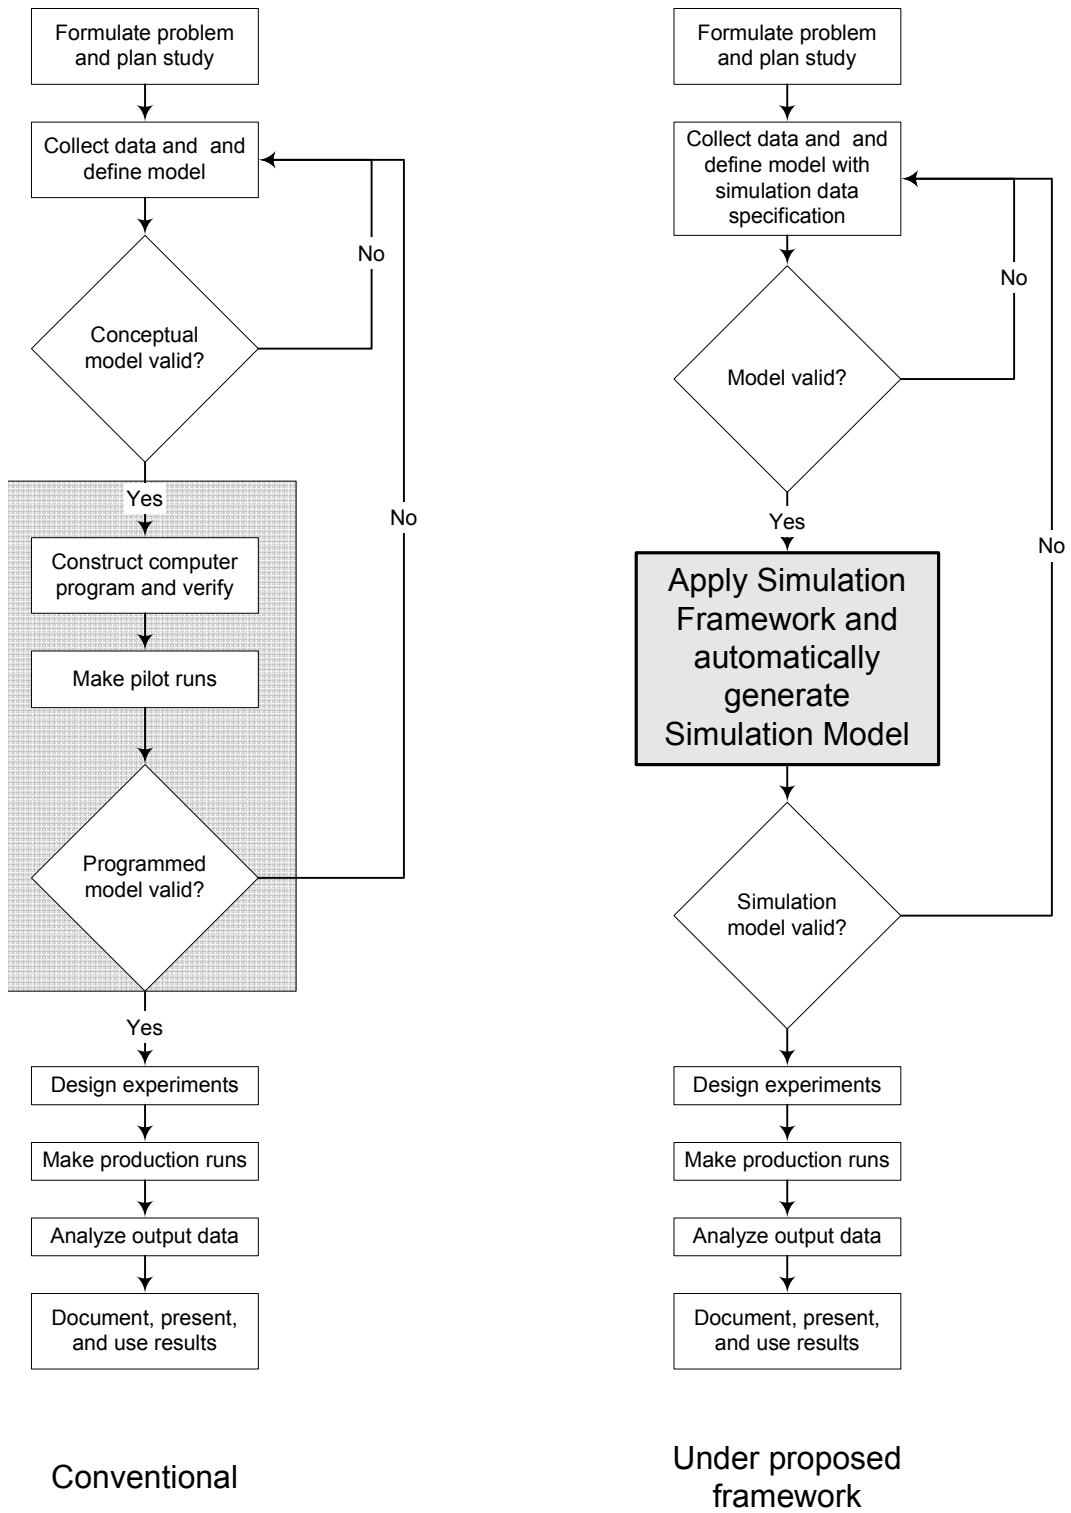 Formulate problem
and plan study
Collect data and  and
define model
No
Conceptual
model valid?
Yes
No
Construct computer
program and verify
Make pilot runs
Programmed
model valid?
Yes
Design experiments
Make production runs
Analyze output data
Document, present,
and use results
Conventional
Formulate problem
and plan study
Collect data and  and
define model with
simulation data
specification
No
Model valid?
Yes
No
Apply Simulation
Framework and
automatically
generate
Simulation Model
Simulation
model valid?
Design experiments
Make production runs
Analyze output data
Document, present,
and use results
Under proposed
framework